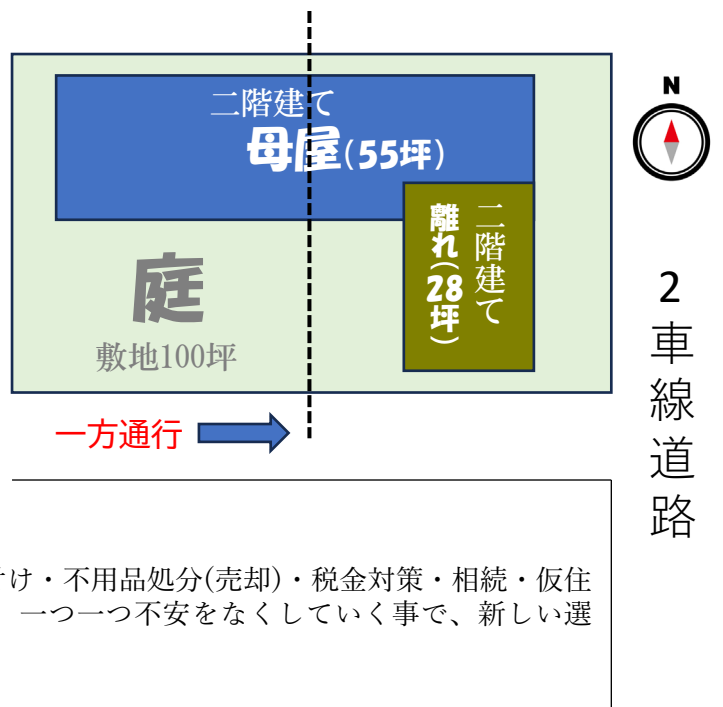 N
二階建て
母屋(55坪)
二階建て
離れ(28坪)
庭
敷地100坪
2車線道路
一方通行
け・不用品処分(売却)・税金対策・相続・仮住
一つ一つ不安をなくしていく事で、新しい選